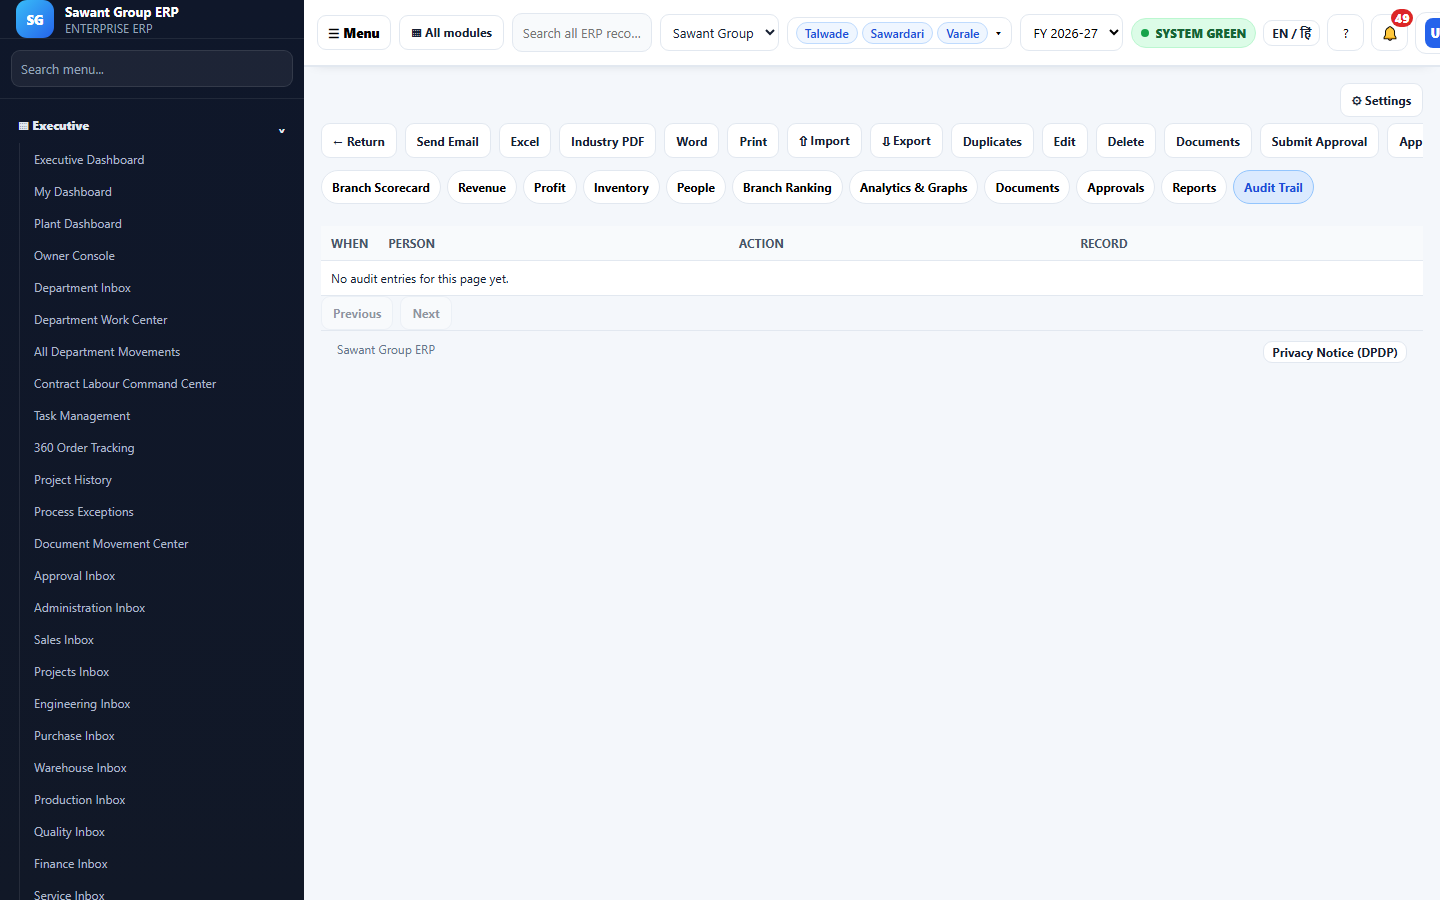 SG
Sawant Group ERP
ENTERPRISE ERP
Search menu...
Executive
Executive Dashboard
My Dashboard
Plant Dashboard
Owner Console
Department Inbox
Department Work Center
All Department Movements
Contract Labour Command Center
Task Management
360 Order Tracking
Project History
Process Exceptions
Document Movement Center
Approval Inbox
Administration Inbox
Sales Inbox
Projects Inbox
Engineering Inbox
Purchase Inbox
Warehouse Inbox
Production Inbox
Quality Inbox
Finance Inbox
Service Inbox
☰ Menu
All modules
Search all ERP reco...
Sawant Group
Talwade Sawardari Varale
FY 2026-27
SYSTEM GREEN
EN / हिं
?
49
U
⚙ Settings
← Return Send Email Excel Industry PDF Word Print ⇧ Import ⇩ Export Duplicates Edit Delete Documents Submit Approval App
Branch Scorecard Revenue Profit Inventory People Branch Ranking Analytics & Graphs Documents Approvals Reports Audit Trail
WHEN PERSON ACTION RECORD
No audit entries for this page yet.
Previous Next
Sawant Group ERP
Privacy Notice (DPDP)